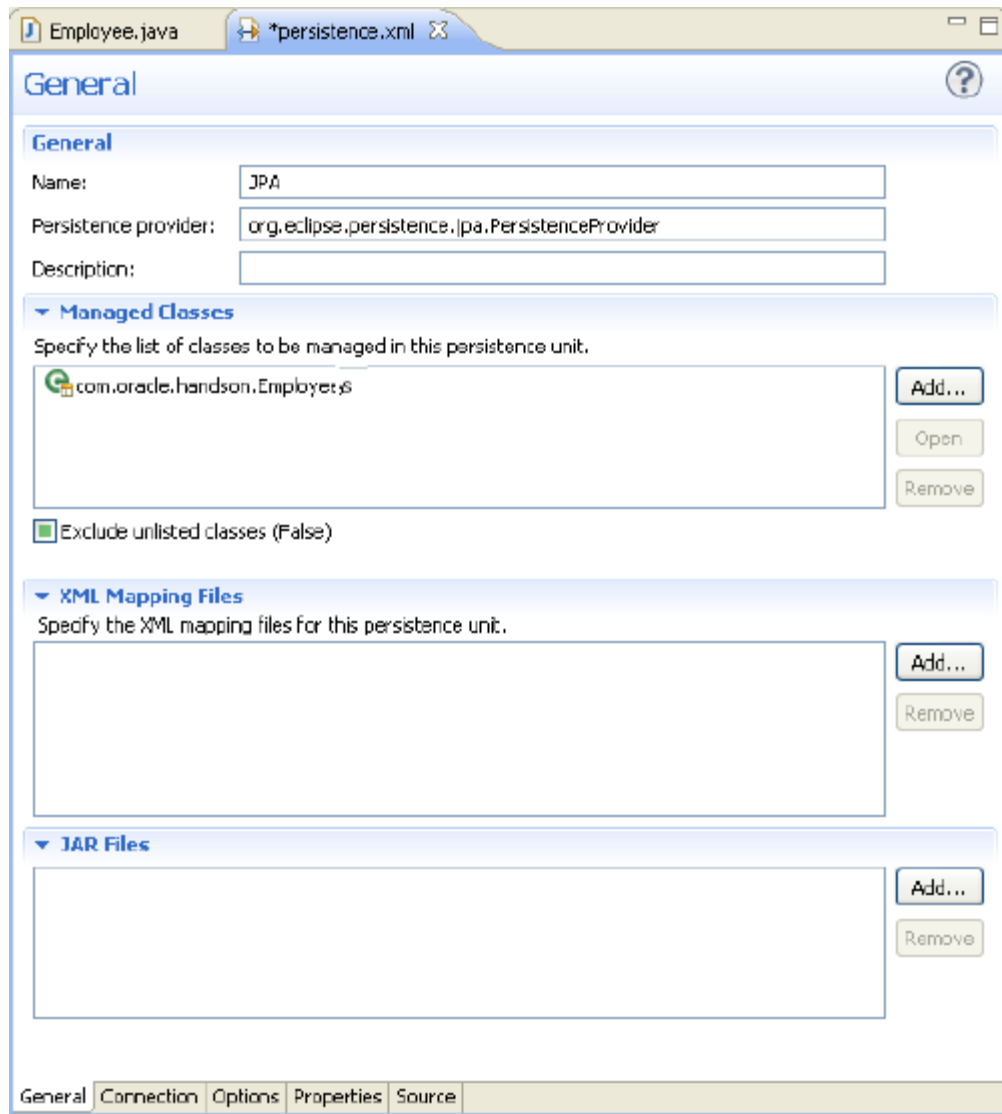 Employee.java *persistence.xml
General
General
Name: JPA
Persistence provider: org.eclipse.persistence.jpa.PersistenceProvider
Description:
Managed Classes
Specify the list of classes to be managed in this persistence unit.
com.oracle.handson.Employees
Add...
Open
Remove
Exclude unlisted classes (False)
XML Mapping Files
Specify the XML mapping files for this persistence unit.
Add...
Remove
JAR Files
Add...
Remove
General Connection Options Properties Source